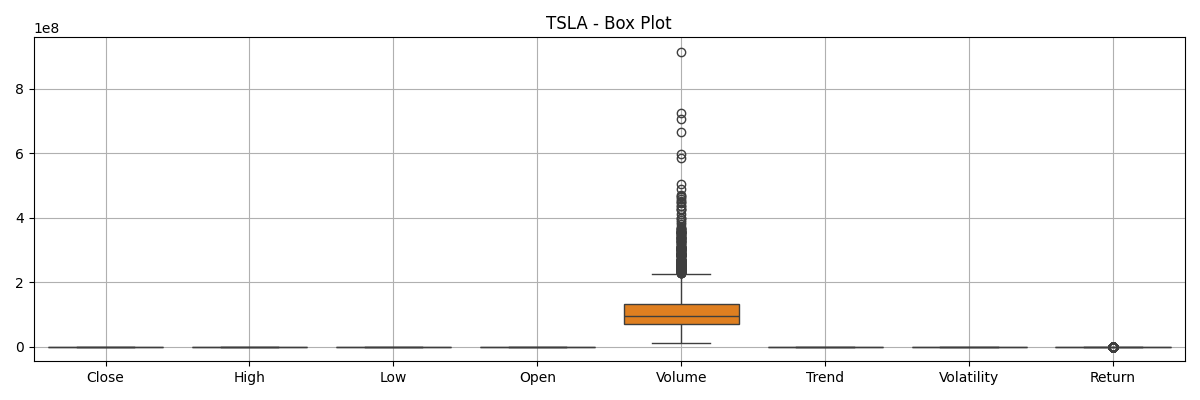 TSLA - Box Plot
1e8
8
6
4
2
0
Close High Low Open Volume Trend Volatility Return